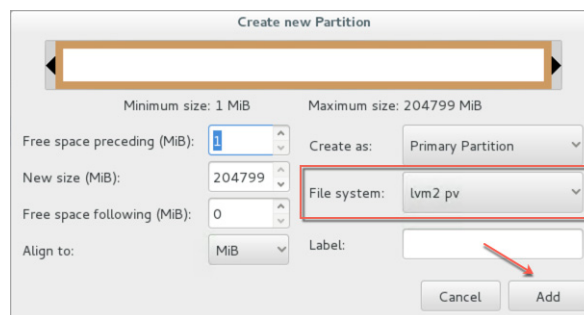 Create new Partition
Minimum size: 1 MiB
Maximum size: 204799 MiB
Free space preceding (MiB): 1
Create as: Primary Partition
New size (MiB): 204799
File system: lvm2 pv
Free space following (MiB): 0
Align to: MiB
Label:
Cancel
Add